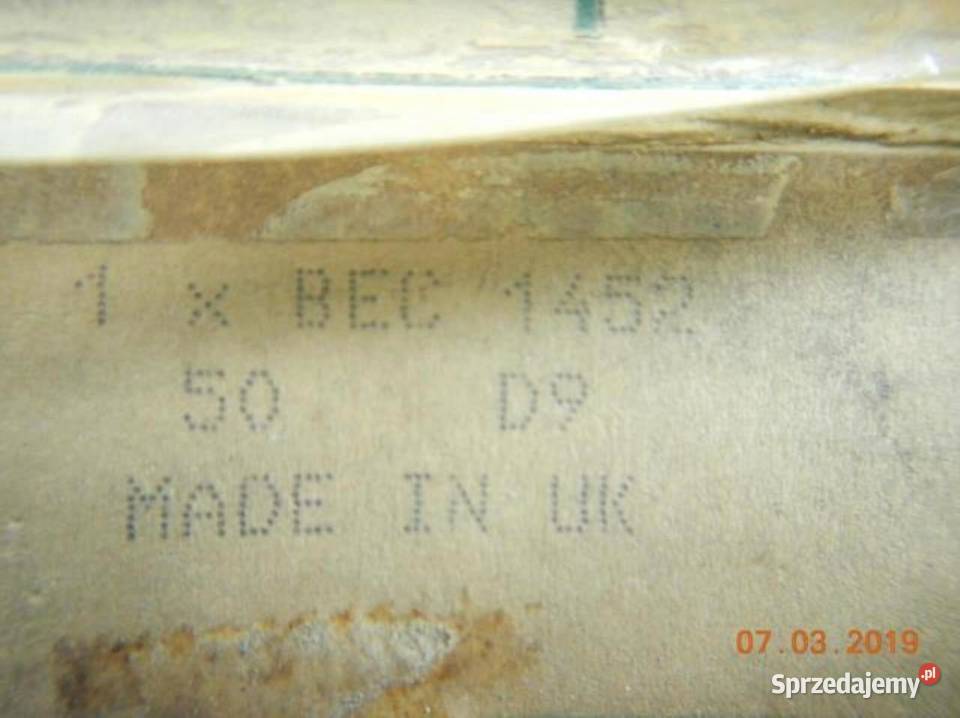 1 x BEC 1452
50 D9
MADE IN UK
07.03.2019
Sprzedajemy.pl